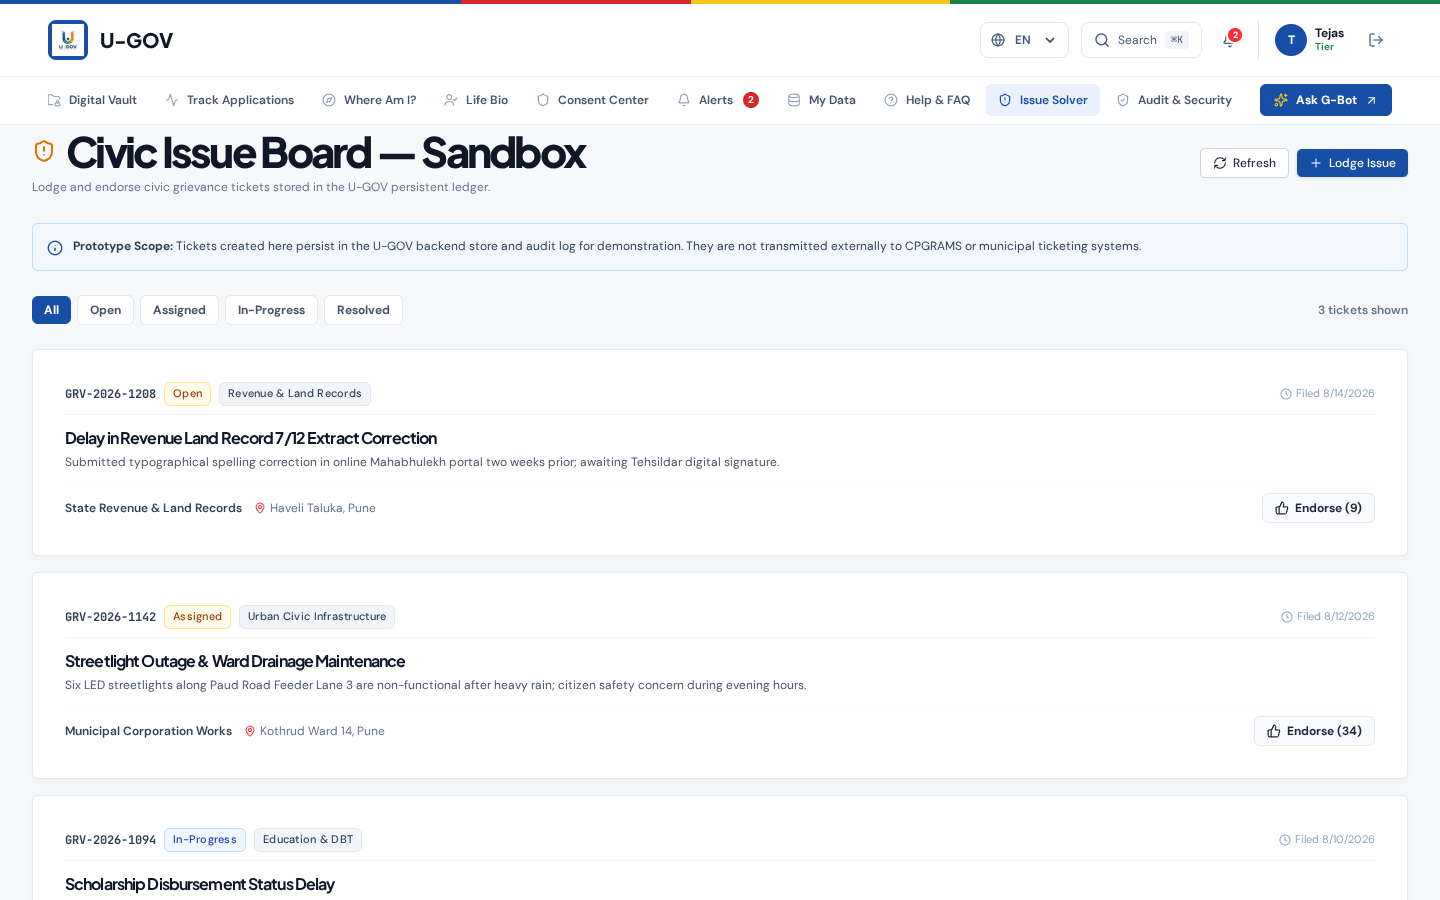 U-GOV
U-GOV
EN
Search
⌘K
2
T
Tejas
Tier
Digital Vault
Track Applications
Where Am I?
Life Bio
Consent Center
Alerts
2
My Data
Help & FAQ
Issue Solver
Audit & Security
Ask G-Bot
Civic Issue Board — Sandbox
Lodge and endorse civic grievance tickets stored in the U-GOV persistent ledger.
Refresh
Lodge Issue
Prototype Scope: Tickets created here persist in the U-GOV backend store and audit log for demonstration. They are not transmitted externally to CPGRAMS or municipal ticketing systems.
All
Open
Assigned
In-Progress
Resolved
3 tickets shown
GRV-2026-1208
Open
Revenue & Land Records
Filed 8/14/2026
Delay in Revenue Land Record 7/12 Extract Correction
Submitted typographical spelling correction in online Mahabhulekh portal two weeks prior; awaiting Tehsildar digital signature.
State Revenue & Land Records
Haveli Taluka, Pune
Endorse (9)
GRV-2026-1142
Assigned
Urban Civic Infrastructure
Filed 8/12/2026
Streetlight Outage & Ward Drainage Maintenance
Six LED streetlights along Paud Road Feeder Lane 3 are non-functional after heavy rain; citizen safety concern during evening hours.
Municipal Corporation Works
Kothrud Ward 14, Pune
Endorse (34)
GRV-2026-1094
In-Progress
Education & DBT
Filed 8/10/2026
Scholarship Disbursement Status Delay